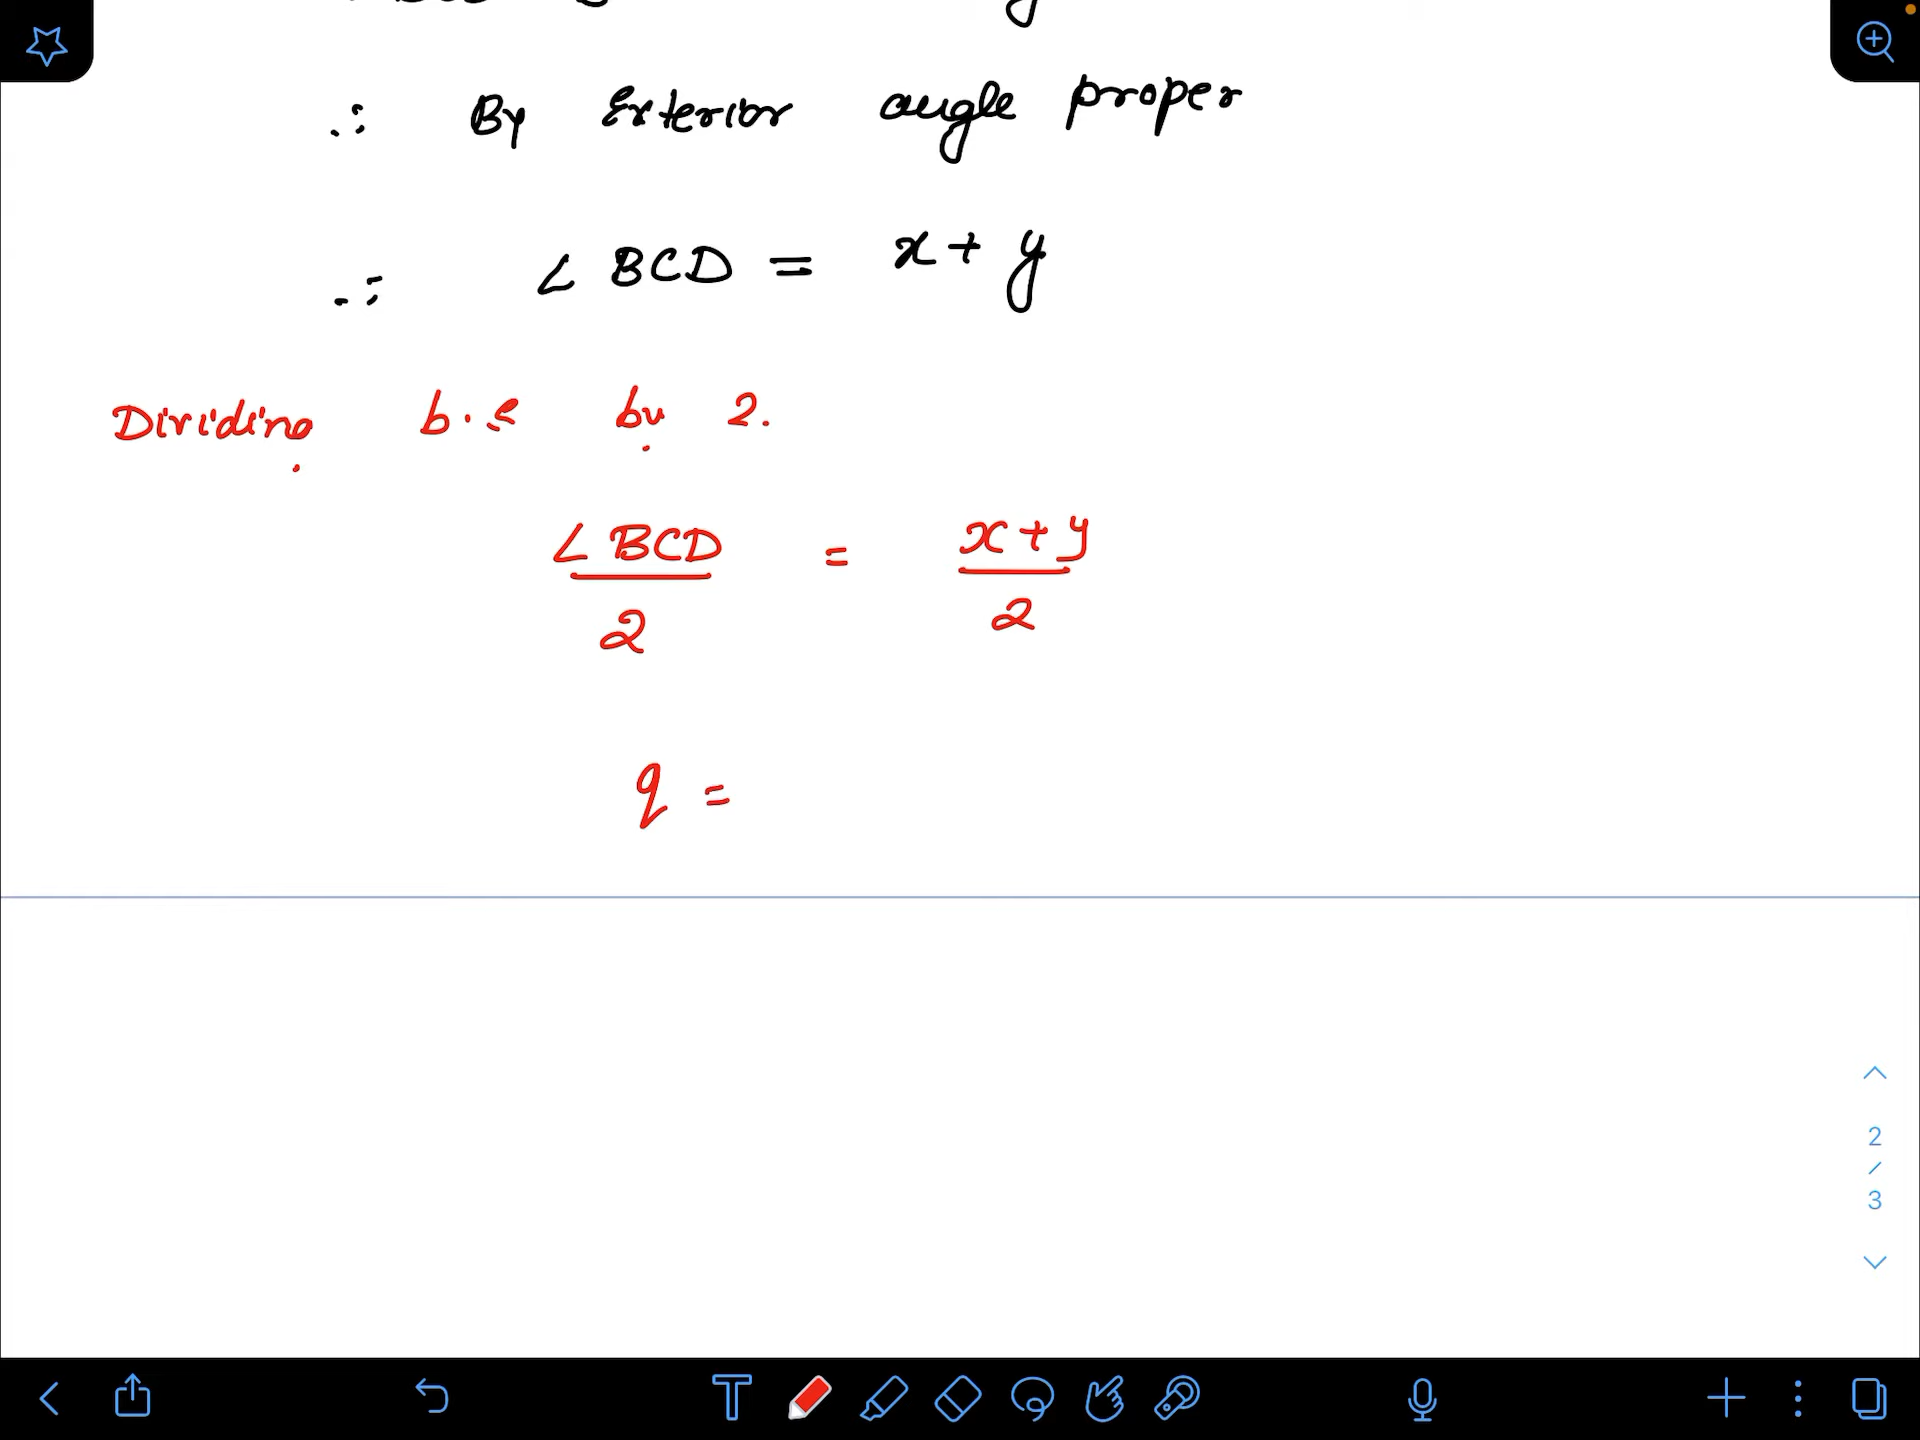 ∴ By Exterior angle proper
∴ ∠ BCD = x + y
Dividing b.s by 2.
∠ BCD / 2 = x + y / 2
q =
2
/
3